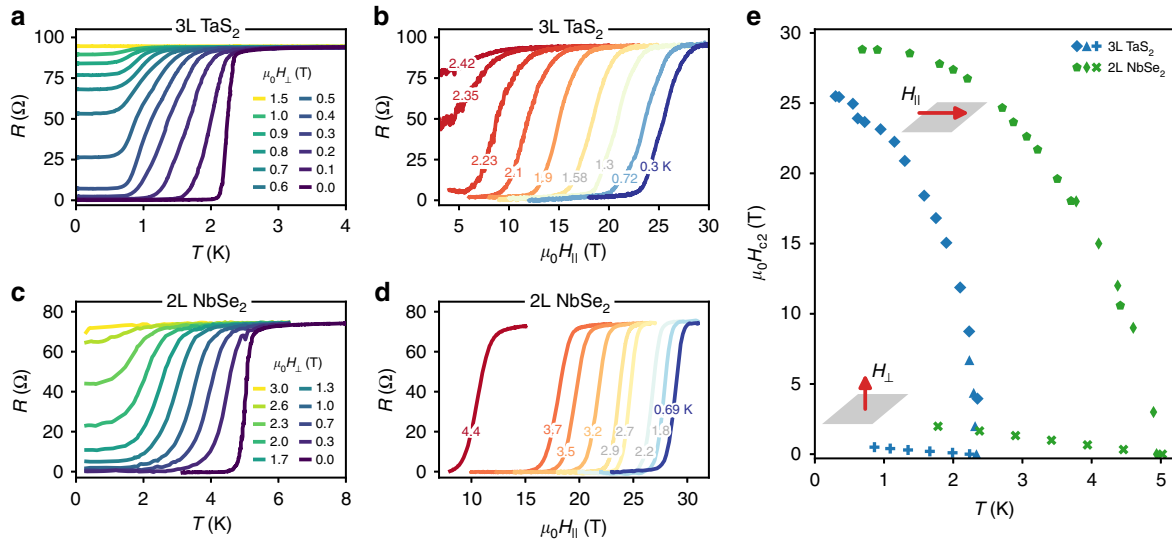 a
3L TaS2
R (Ω)
100
75
50
25
0
μ0H⊥ (T)
1.5 0.5
1.0 0.4
0.9 0.3
0.8 0.2
0.7 0.1
0.6 0.0
0 1 2 3 4
T (K)
b
3L TaS2
R (Ω)
100
75
50
25
0
2.42
2.35
2.23
2.1
1.9
1.58
1.3
0.72
0.3 K
5 10 15 20 25 30
μ0H|| (T)
c
2L NbSe2
R (Ω)
80
60
40
20
0
μ0H⊥ (T)
3.0 1.3
2.6 1.0
2.3 0.7
2.0 0.3
1.7 0.0
0 2 4 6 8
T (K)
d
2L NbSe2
R (Ω)
80
60
40
20
0
4.4
3.7
3.5
3.2
2.9
2.7
2.2
1.8
0.69 K
10 15 20 25 30
μ0H|| (T)
e
μ0Hc2 (T)
30
25
20
15
10
5
0
3L TaS2
2L NbSe2
H||
H⊥
0 1 2 3 4 5
T (K)